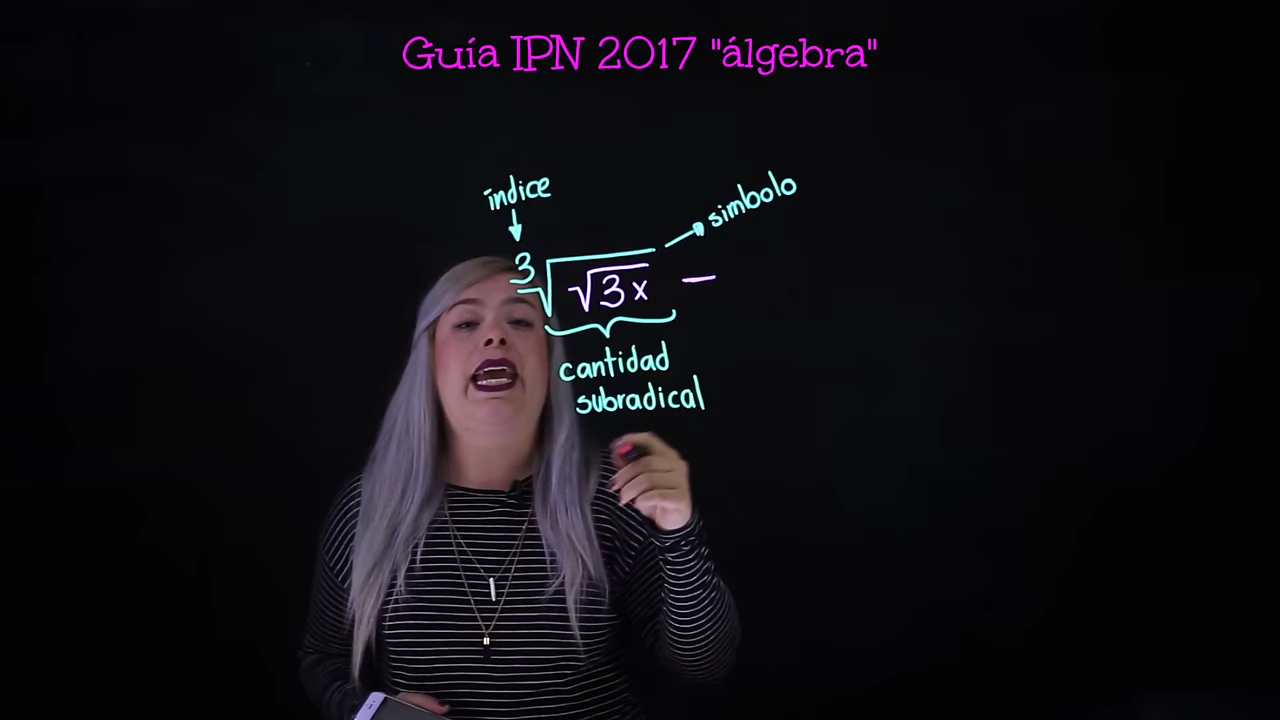 Guía IPN 2017 "álgebra"
índice
simbolo
3√√3x −
cantidad
subradical